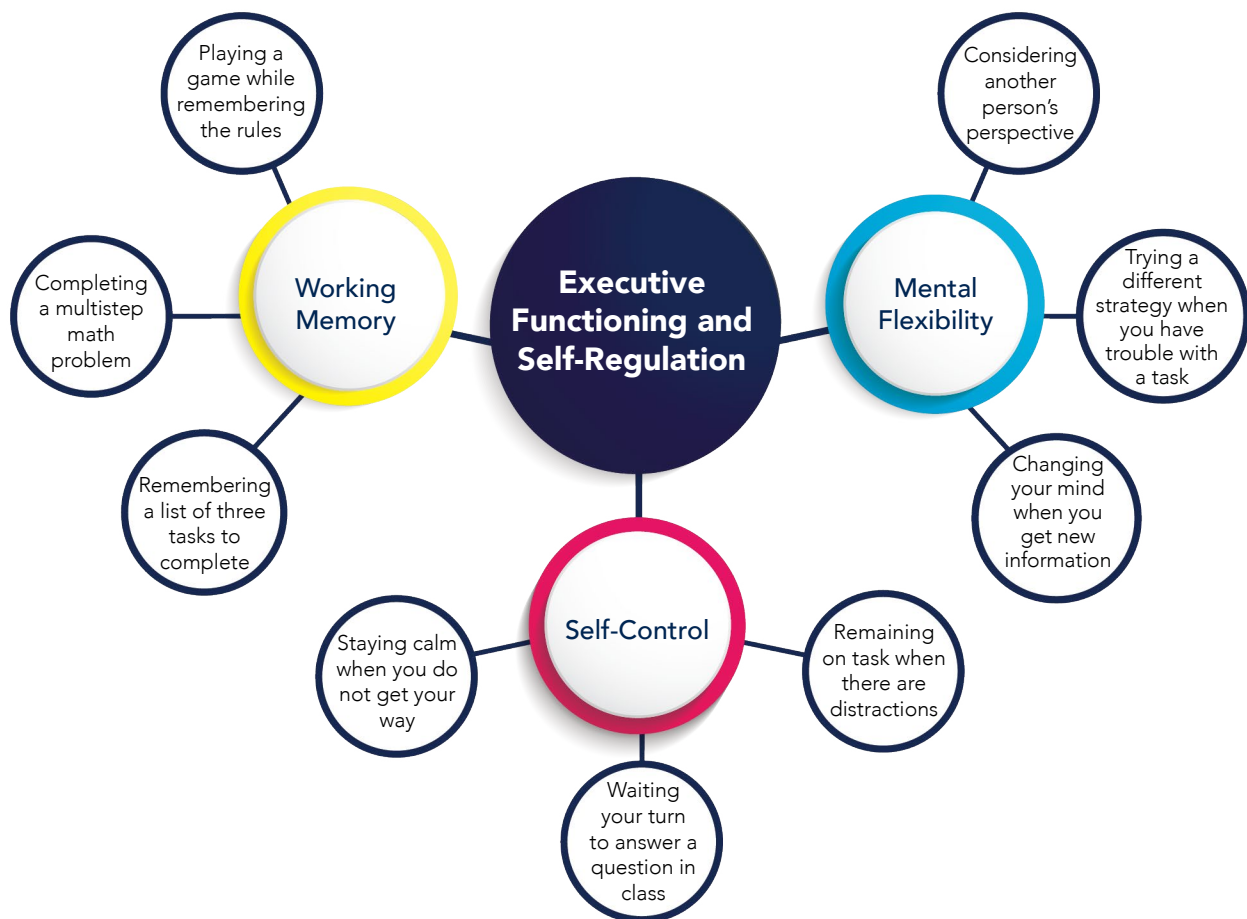 Executive
Functioning and
Self-Regulation
Working
Memory
Playing a
game while
remembering
the rules
Completing
a multistep
math
problem
Remembering
a list of three
tasks to
complete
Mental
Flexibility
Considering
another
person’s
perspective
Trying a
different
strategy when
you have
trouble with
a task
Changing
your mind
when you
get new
information
Self-Control
Staying calm
when you do
not get your
way
Waiting
your turn
to answer a
question in
class
Remaining
on task when
there are
distractions